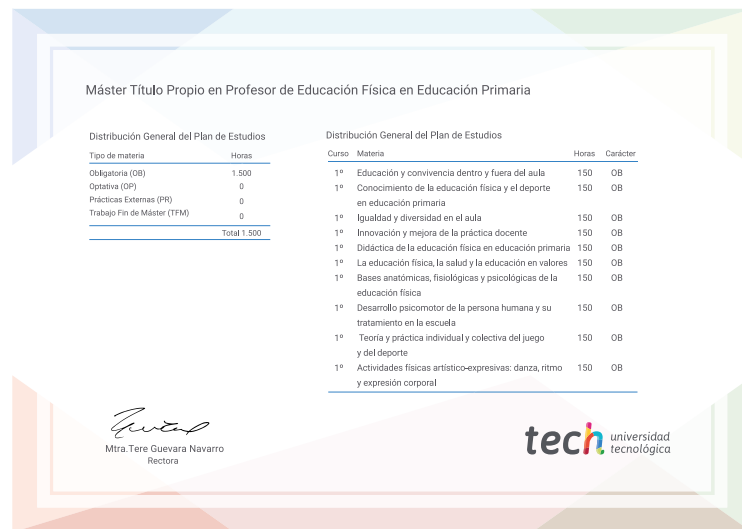 Máster Título Propio en Profesor de Educación Física en Educación Primaria
Distribución General del Plan de Estudios
Tipo de materia Horas
Obligatoria (OB) 1.500
Optativa (OP) 0
Prácticas Externas (PR) 0
Trabajo Fin de Máster (TFM) 0
Total 1.500
Distribución General del Plan de Estudios
Curso Materia Horas Carácter
1º Educación y convivencia dentro y fuera del aula 150 OB
1º Conocimiento de la educación física y el deporte 150 OB
en educación primaria
1º Igualdad y diversidad en el aula 150 OB
1º Innovación y mejora de la práctica docente 150 OB
1º Didáctica de la educación física en educación primaria 150 OB
1º La educación física, la salud y la educación en valores 150 OB
1º Bases anatómicas, fisiológicas y psicológicas de la 150 OB
educación física
1º Desarrollo psicomotor de la persona humana y su 150 OB
tratamiento en la escuela
1º Teoría y práctica individual y colectiva del juego 150 OB
y del deporte
1º Actividades físicas artístico-expresivas: danza, ritmo 150 OB
y expresión corporal
Mtra.Tere Guevara Navarro
Rectora
tech universidad
tecnológica